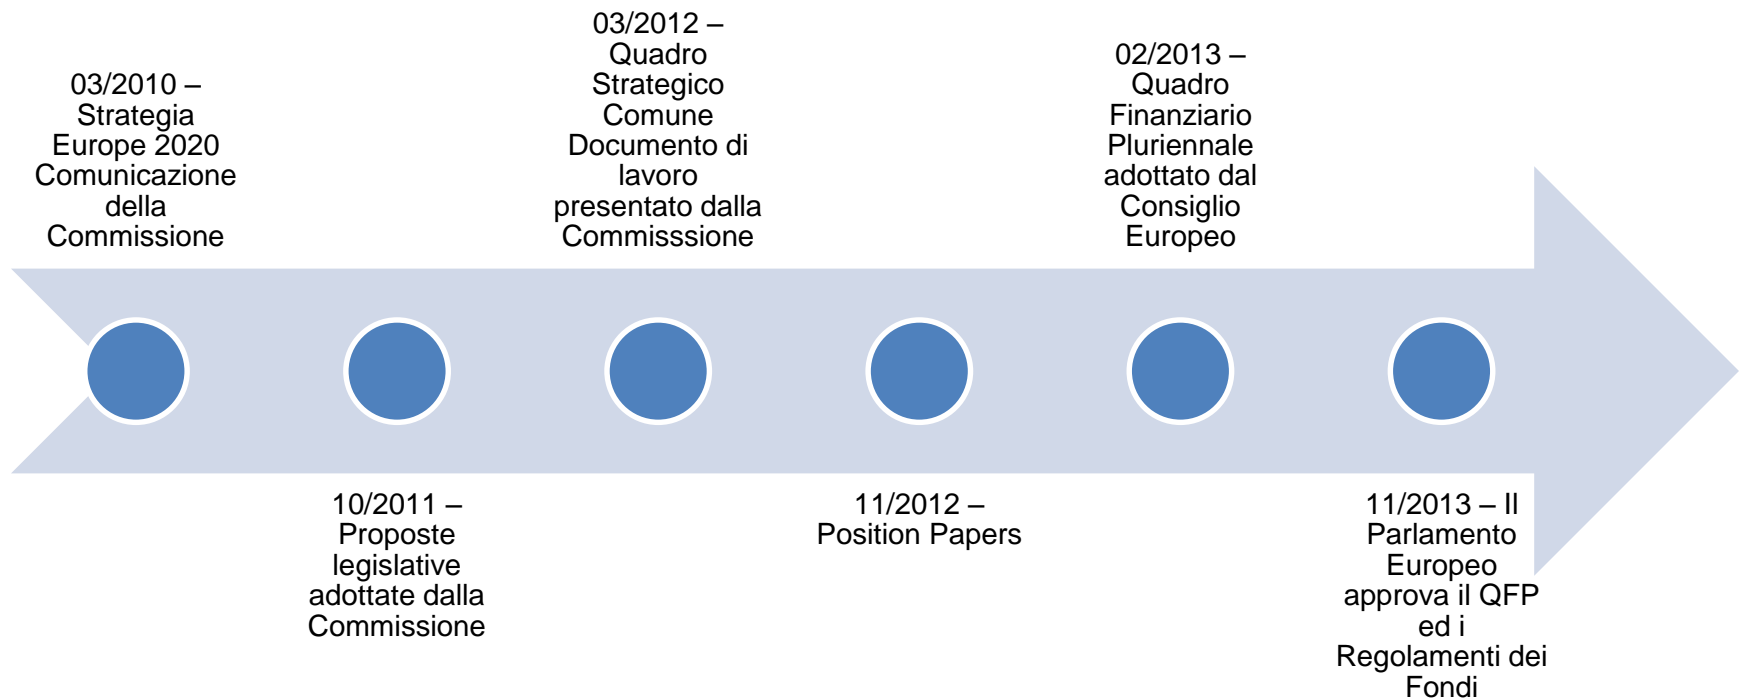 03/2010 –
Strategia
Europe 2020
Comunicazione
della
Commissione
10/2011 –
Proposte
legislative
adottate dalla
Commissione
03/2012 –
Quadro
Strategico
Comune
Documento di
lavoro
presentato dalla
Commisssione
11/2012 –
Position Papers
02/2013 –
Quadro
Finanziario
Pluriennale
adottato dal
Consiglio
Europeo
11/2013 – Il
Parlamento
Europeo
approva il QFP
ed i
Regolamenti dei
Fondi